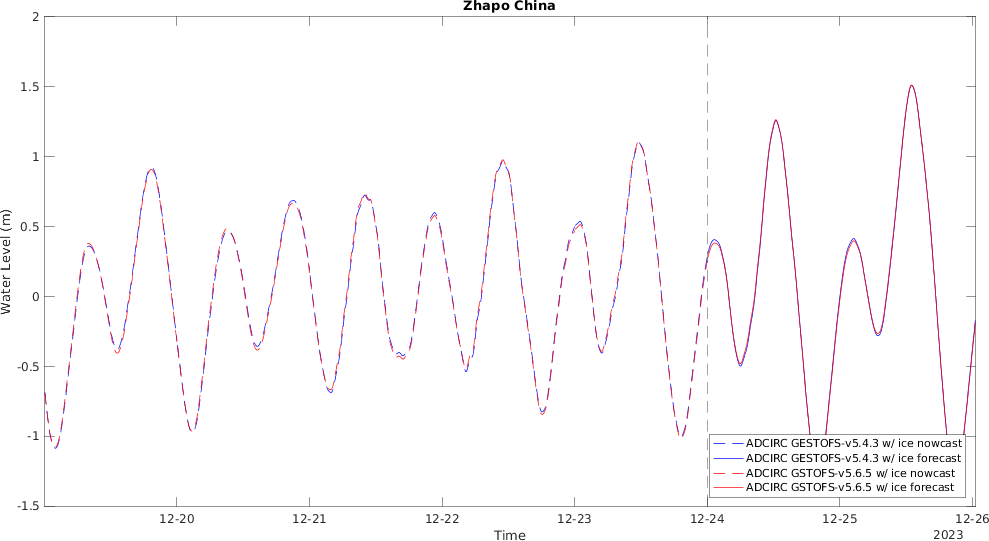 Zhapo China
2
1.5
1
0.5
0
-0.5
-1
-1.5
Water Level (m)
ADCIRC GESTOFS-v5.4.3 w/ ice nowcast
ADCIRC GESTOFS-v5.4.3 w/ ice forecast
ADCIRC GSTOFS-v5.6.5 w/ ice nowcast
ADCIRC GSTOFS-v5.6.5 w/ ice forecast
12-20 12-21 12-22 12-23 12-24 12-25 12-26
Time
2023